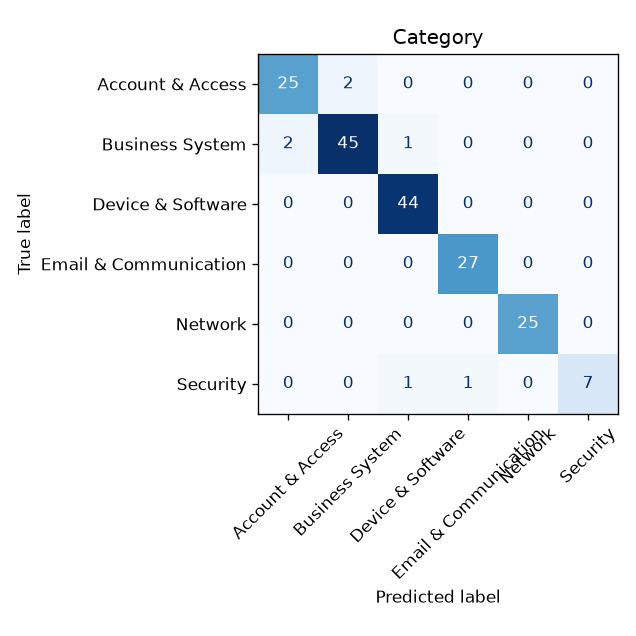 Category
Account & Access 25 2 0 0 0 0
Business System 2 45 1 0 0 0
Device & Software 0 0 44 0 0 0
Email & Communication 0 0 0 27 0 0
Network 0 0 0 0 25 0
Security 0 0 1 1 0 7
True label
Account & Access
Business System
Device & Software
Email & Communication
Network
Security
Predicted label